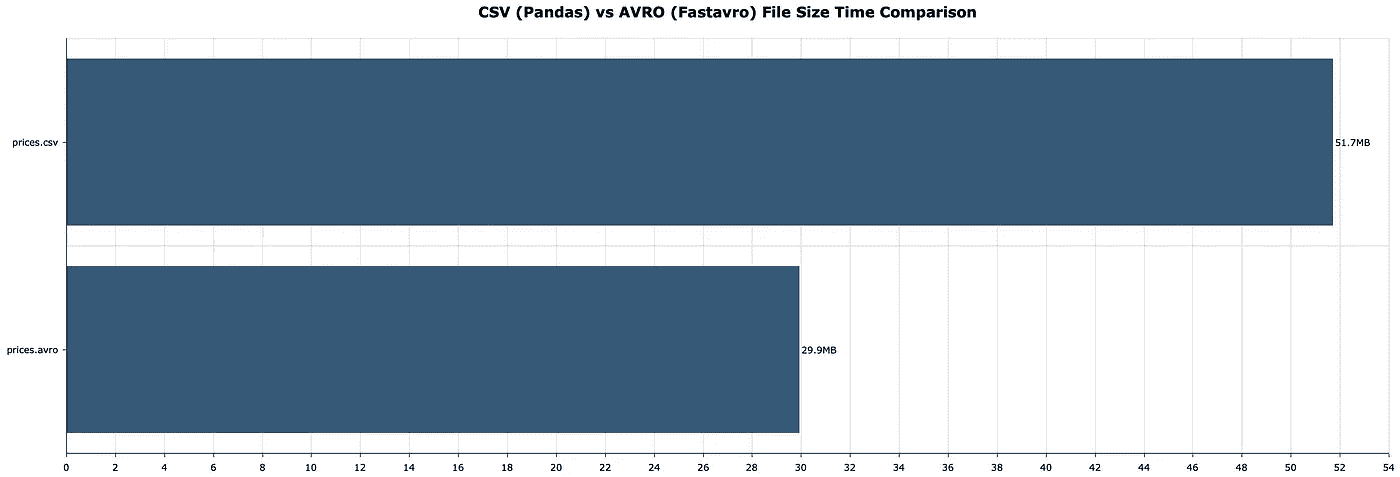 CSV (Pandas) vs AVRO (Fastavro) File Size Time Comparison
prices.csv
51.7MB
prices.avro
29.9MB
0 2 4 6 8 10 12 14 16 18 20 22 24 26 28 30 32 34 36 38 40 42 44 46 48 50 52 54